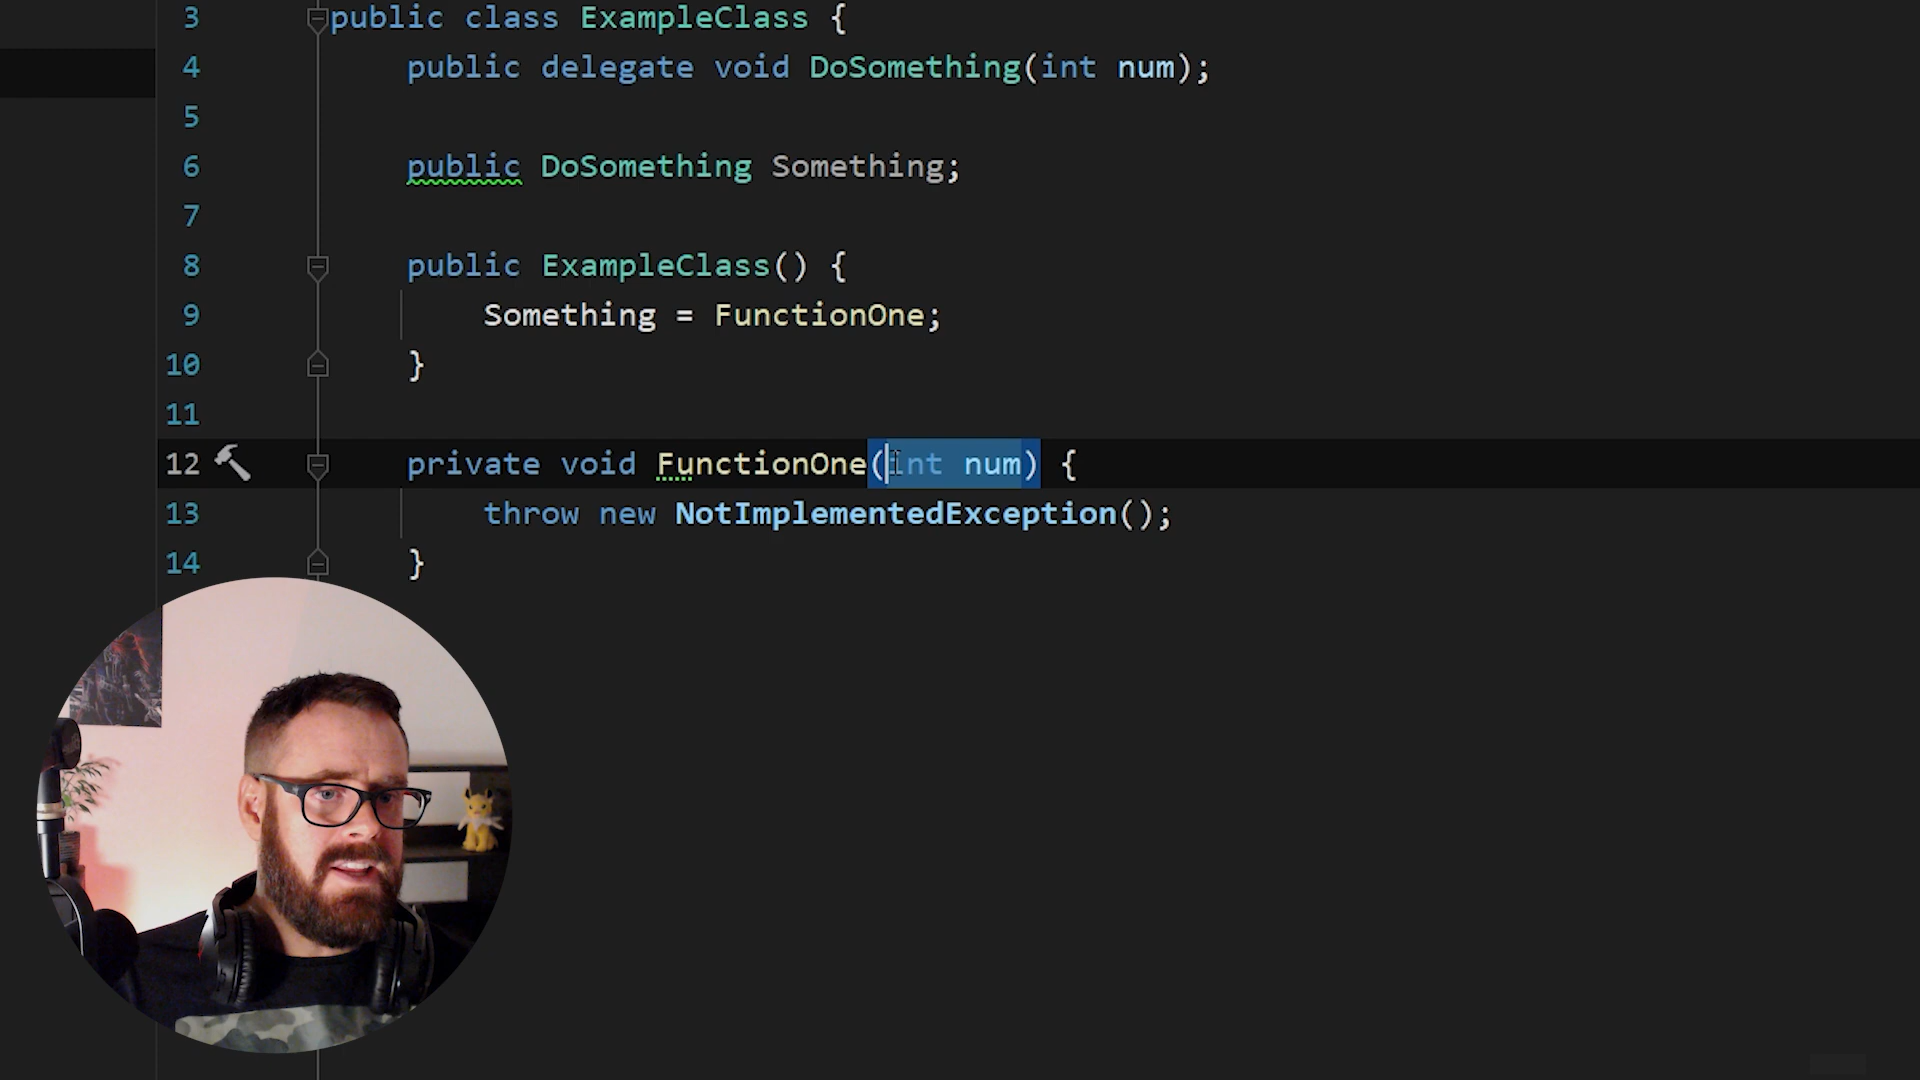 3 public class ExampleClass {
4 public delegate void DoSomething(int num);
5
6 public DoSomething Something;
7
8 public ExampleClass() {
9 Something = FunctionOne;
10 }
11
12 private void FunctionOne(int num) {
13 throw new NotImplementedException();
14 }